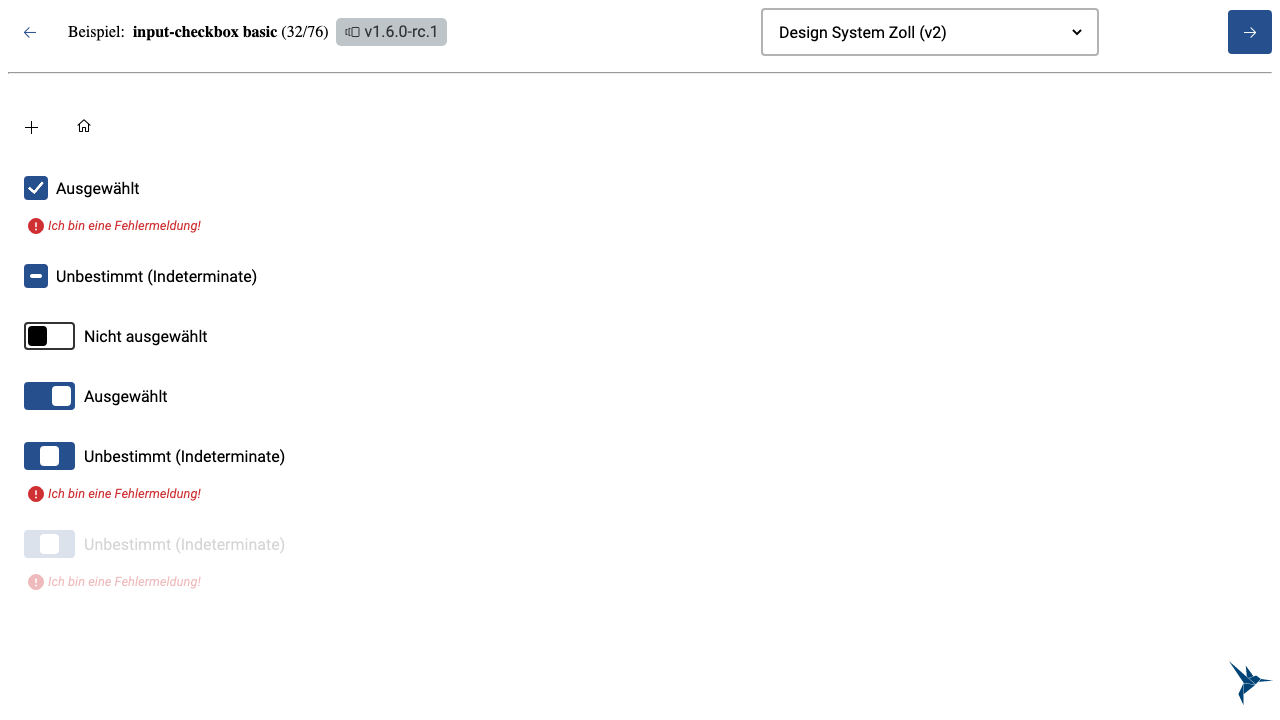 Beispiel: input-checkbox basic (32/76) v1.6.0-rc.1 Design System Zoll (v2)
Ausgewählt
Ich bin eine Fehlermeldung!
Unbestimmt (Indeterminate)
Nicht ausgewählt
Ausgewählt
Unbestimmt (Indeterminate)
Ich bin eine Fehlermeldung!
Unbestimmt (Indeterminate)
Ich bin eine Fehlermeldung!